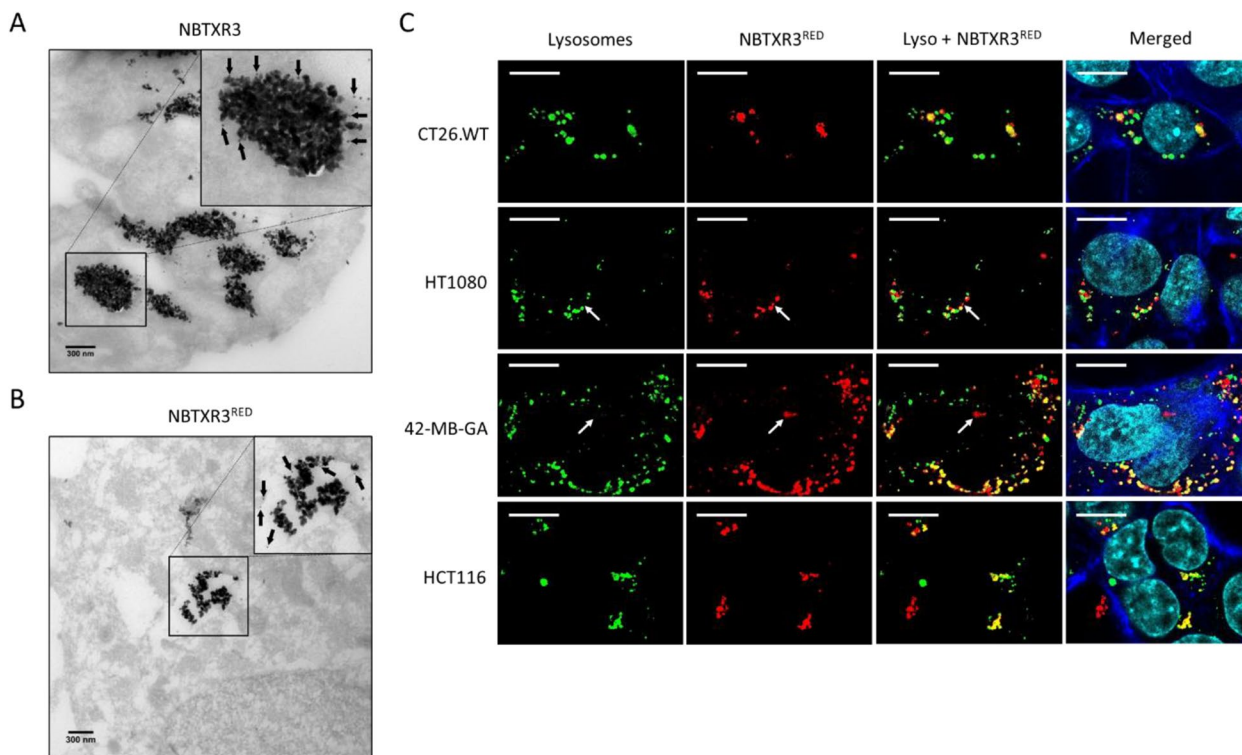 A
NBTXR3
300 nm
B
NBTXR3RED
300 nm
C
Lysosomes NBTXR3RED Lyso + NBTXR3RED Merged
CT26.WT
HT1080
42-MB-GA
HCT116